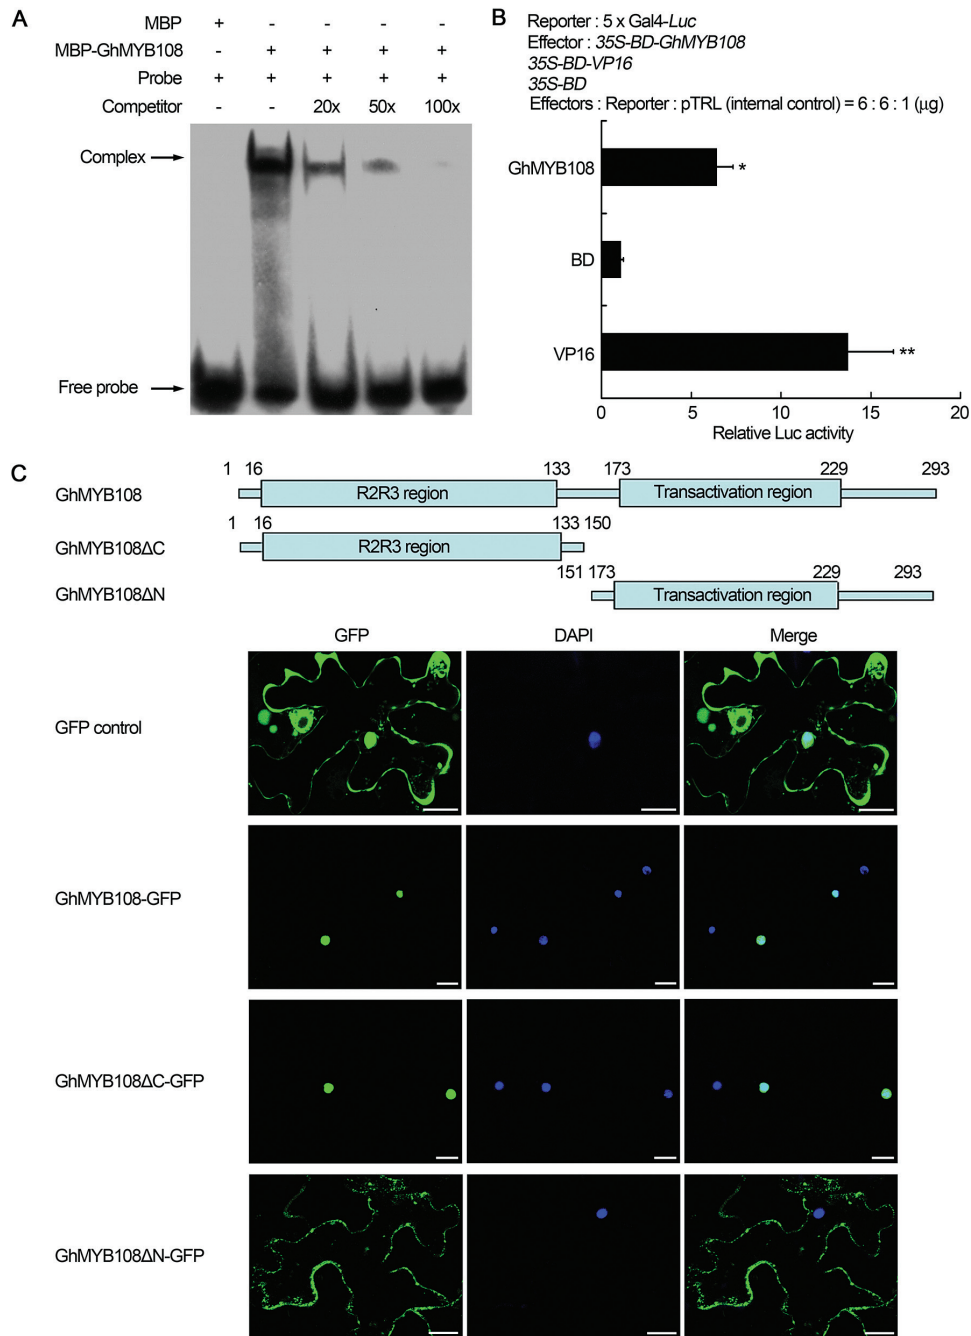 A
MBP + - - - -
MBP-GhMYB108 - + + + +
Probe + + + + +
Competitor - - 20x 50x 100x
Complex
Free probe
B
Reporter : 5 x Gal4-Luc
Effector : 35S-BD-GhMYB108
35S-BD-VP16
35S-BD
Effectors : Reporter : pTRL (internal control) = 6 : 6 : 1 (µg)
GhMYB108 *
BD
VP16 **
0 5 10 15 20
Relative Luc activity
C
1 16 133 173 229 293
GhMYB108 R2R3 region Transactivation region
1 16 133 150
GhMYB108ΔC R2R3 region
151 173 229 293
GhMYB108ΔN Transactivation region
GFP DAPI Merge
GFP control
GhMYB108-GFP
GhMYB108ΔC-GFP
GhMYB108ΔN-GFP